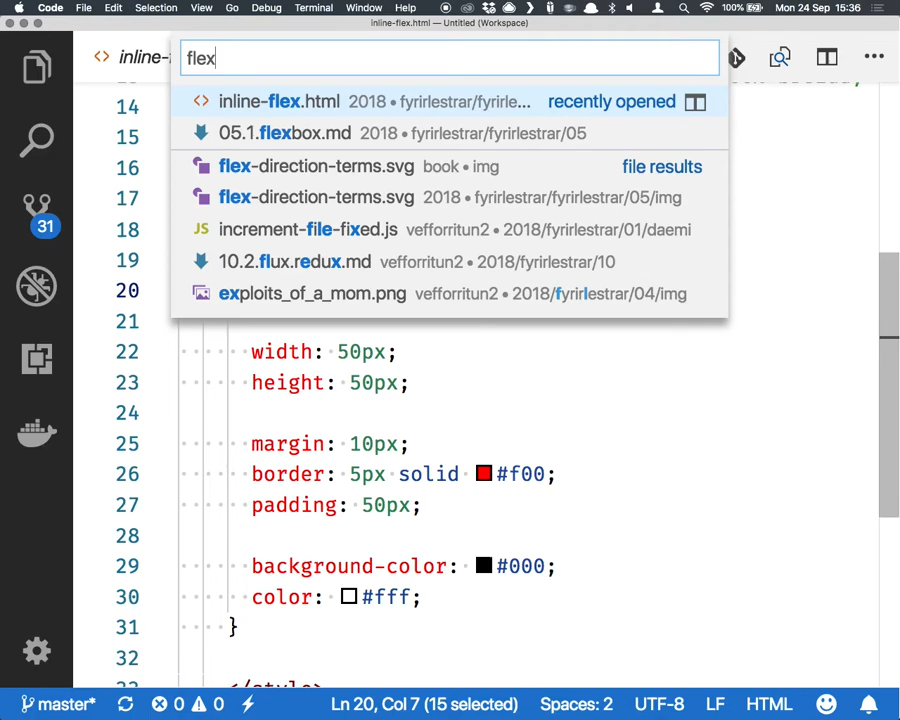 Code File Edit Selection View Go Debug Terminal Window Help 100% Mon 24 Sep 15:36
inline-flex.html — Untitled (Workspace)
flex
inline-flex.html 2018 • fyrirlestrar/fyrirle... recently opened
05.1.flexbox.md 2018 • fyrirlestrar/fyrirlestrar/05
flex-direction-terms.svg book • img file results
flex-direction-terms.svg 2018 • fyrirlestrar/fyrirlestrar/05/img
JS increment-file-fixed.js vefforritun2 • 2018/fyrirlestrar/01/daemi
10.2.flux.redux.md vefforritun2 • 2018/fyrirlestrar/10
exploits_of_a_mom.png vefforritun2 • 2018/fyrirlestrar/04/img
14
15
16
17
18
19
20
21
22 width: 50px;
23 height: 50px;
24
25 margin: 10px;
26 border: 5px solid #f00;
27 padding: 50px;
28
29 background-color: #000;
30 color: #fff;
31 }
32
</style>
31
master* 0 0 Ln 20, Col 7 (15 selected) Spaces: 2 UTF-8 LF HTML